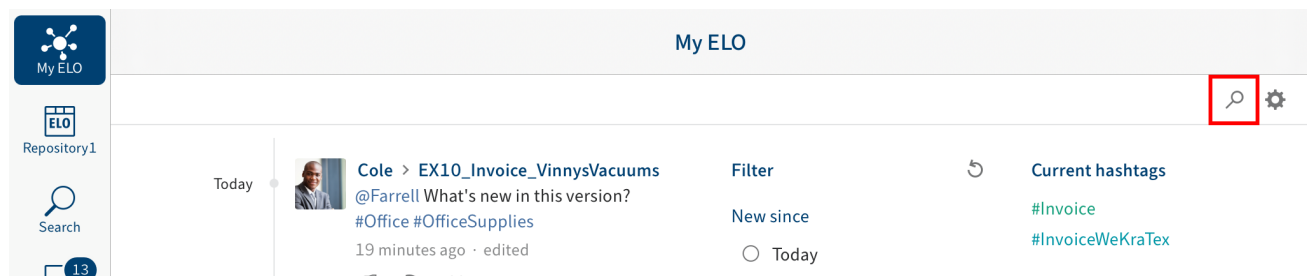 My ELO
My ELO
ELO
Repository1
Search
13
Today
Cole > EX10_Invoice_VinnysVacuums
@Farrell What's new in this version?
#Office #OfficeSupplies
19 minutes ago · edited
Filter
New since
Today
Current hashtags
#Invoice
#InvoiceWeKraTex